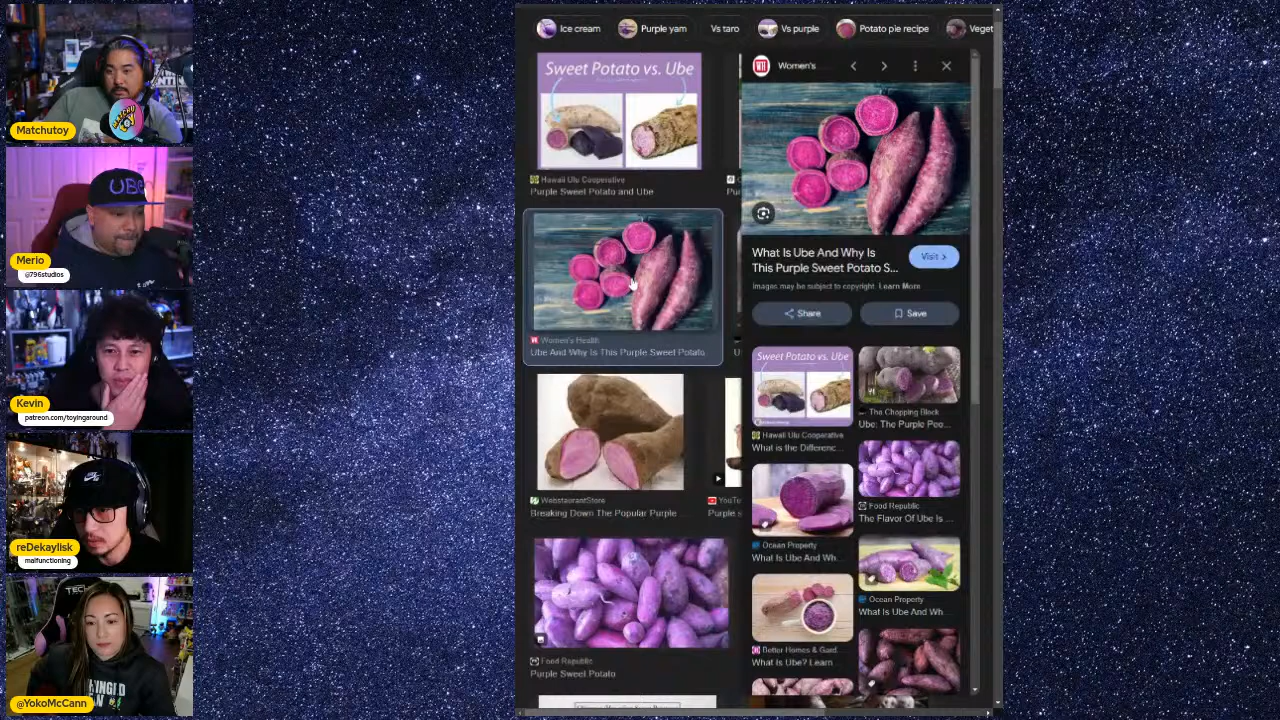 Matchutoy
Merio
@796studios
Kevin
patreon.com/toyingaround
reDekaylisk
malfunctioning
@YokoMcCann
Ice cream
Purple yam
Vs taro
Vs purple
Potato pie recipe
Veget
Sweet Potato vs. Ube
Hawaii Ulu Cooperative
Purple Sweet Potato and Ube
Women's Health
Ube And Why Is This Purple Sweet Potato
WebstaurantStore
Breaking Down The Popular Purple
YouTu
Purple s
Food Republic
Purple Sweet Potato
Women's
What Is Ube And Why Is
This Purple Sweet Potato S...
Visit >
Images may be subject to copyright. Learn More
Share
Save
Sweet Potato vs. Ube
Hawaii Ulu Cooperative
What is the Differenc...
The Chopping Block
Ube: The Purple Poo...
Food Republic
The Flavor Of Ube Is ...
Ocean Property
What Is Ube And Wh...
Ocean Property
What Is Ube And Wh...
Better Homes & Gard...
What Is Ube? Learn